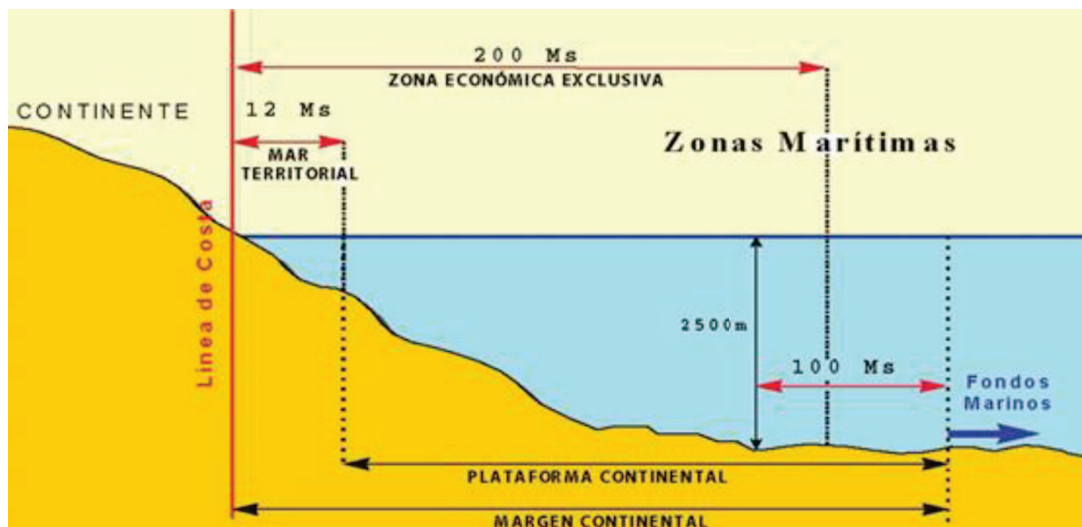 200 Ms
ZONA ECONÓMICA EXCLUSIVA
CONTINENTE
12 Ms
Zonas Marítimas
MAR
TERRITORIAL
Linea de Costa
2500m
100 Ms
Fondos
Marinos
PLATAFORMA CONTINENTAL
MARGEN CONTINENTAL